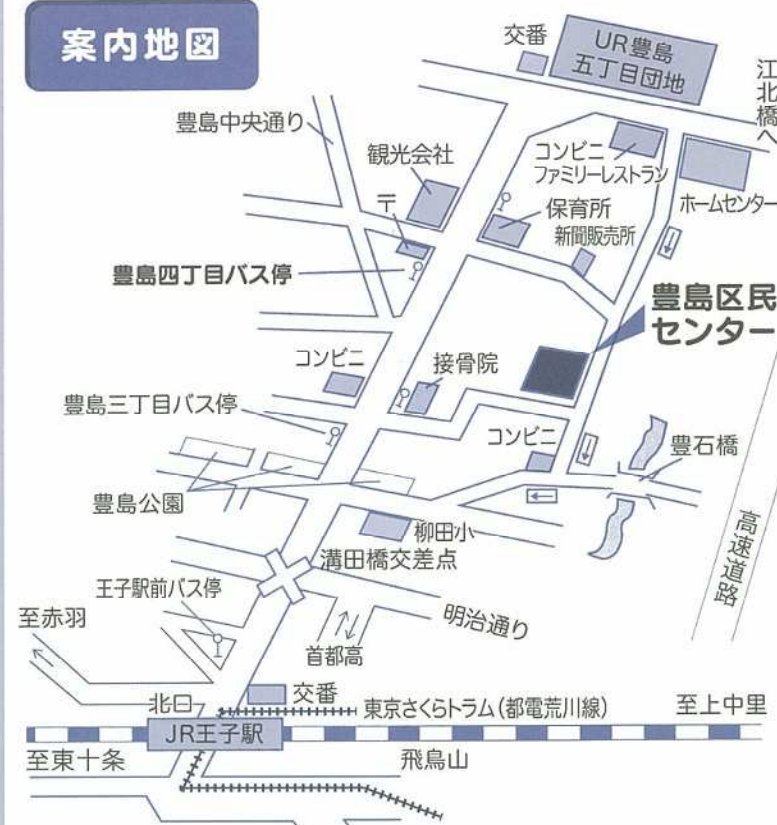 案内地図
交番
UR豊島
五丁目団地
江北橋へ
豊島中央通り
観光会社
コンビニ
ファミリーレストラン
ホームセンター
〒
保育所
新聞販売所
豊島四丁目バス停
豊島区民
センター
コンビニ
接骨院
豊島三丁目バス停
コンビニ
豊石橋
豊島公園
柳田小
溝田橋交差点
高速道路
王子駅前バス停
至赤羽
明治通り
首都高
北口
交番
東京さくらトラム(都電荒川線)
至上中里
JR王子駅
至東十条
飛鳥山